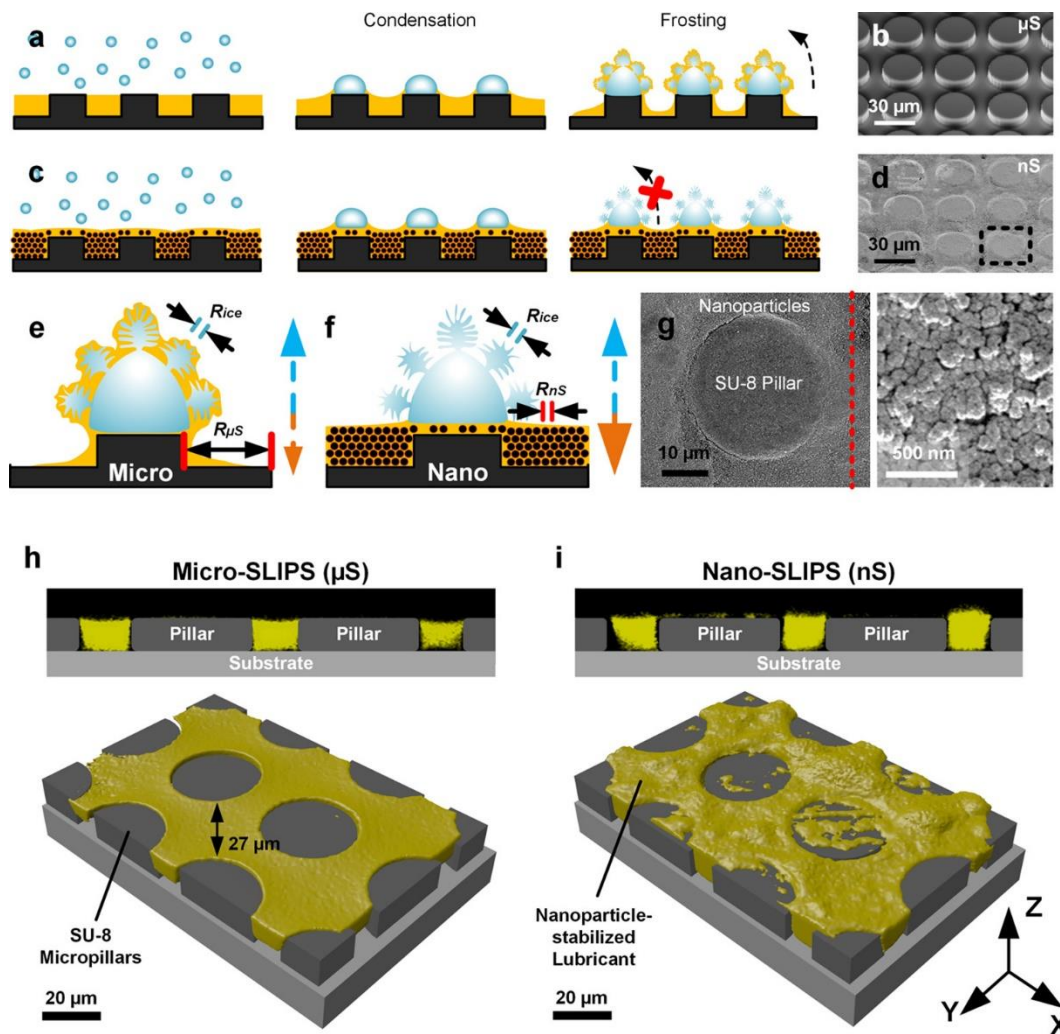 Condensation
Frosting
a
b
µS
30 µm
c
d
nS
30 µm
e
Rice
RµS
Micro
f
Rice
RnS
Nano
g
Nanoparticles
SU-8 Pillar
10 µm
500 nm
h
Micro-SLIPS (µS)
Pillar
Pillar
Substrate
27 µm
SU-8
Micropillars
20 µm
i
Nano-SLIPS (nS)
Pillar
Pillar
Substrate
Nanoparticle-
stabilized
Lubricant
20 µm
Z
Y
X